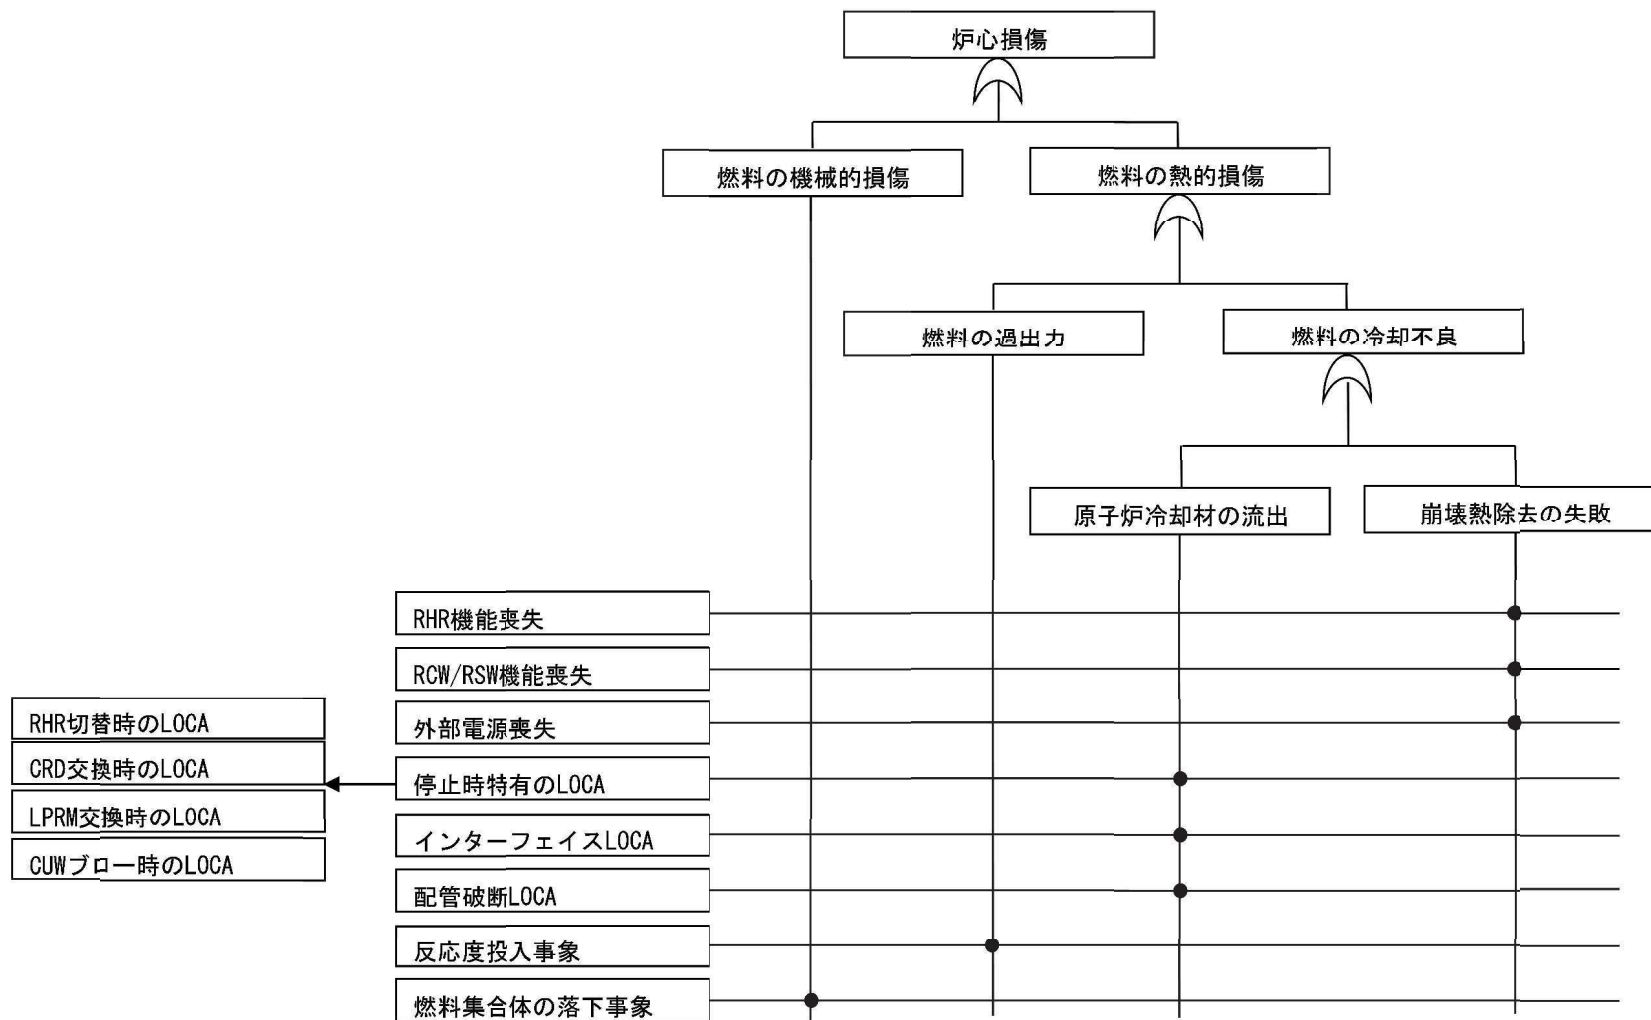 炉心損傷
燃料の機械的損傷
燃料の熱的損傷
燃料の過出力
燃料の冷却不良
原子炉冷却材の流出
崩壊熱除去の失敗
RHR機能喪失
RCW/RSW機能喪失
外部電源喪失
停止時特有のLOCA
インターフェイスLOCA
配管破断LOCA
反応度投入事象
燃料集合体の落下事象
RHR切替時のLOCA
CRD交換時のLOCA
LPRM交換時のLOCA
CUWブロー時のLOCA